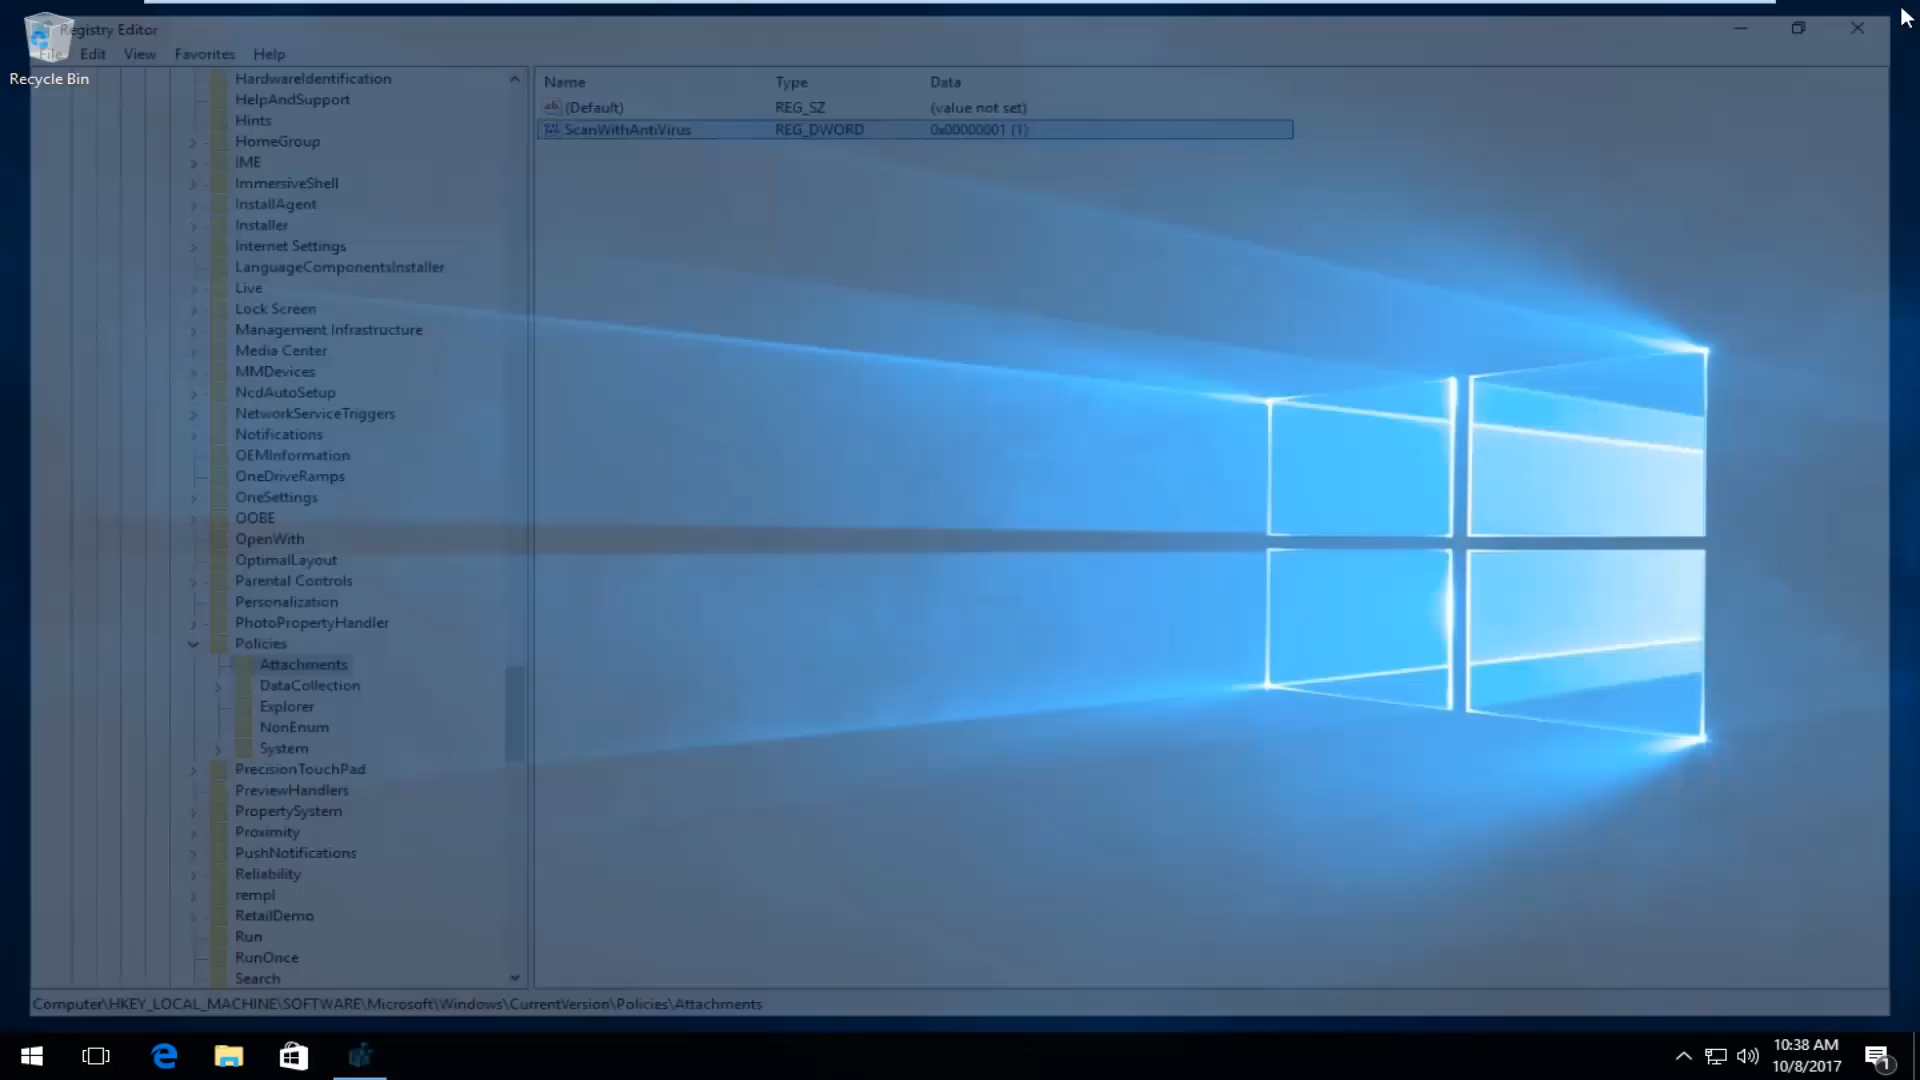 Registry Editor
File Edit View Favorites Help
Recycle Bin
HardwareIdentification
HelpAndSupport
Hints
HomeGroup
IME
ImmersiveShell
InstallAgent
Installer
Internet Settings
LanguageComponentsInstaller
Live
Lock Screen
Management Infrastructure
Media Center
MMDevices
NcdAutoSetup
NetworkServiceTriggers
Notifications
OEMInformation
OneDriveRamps
OneSettings
OOBE
OpenWith
OptimalLayout
Parental Controls
Personalization
PhotoPropertyHandler
Policies
Attachments
DataCollection
Explorer
NonEnum
System
PrecisionTouchPad
PreviewHandlers
PropertySystem
Proximity
PushNotifications
Reliability
rempl
RetailDemo
Run
RunOnce
Search
Name Type Data
(Default) REG_SZ (value not set)
ScanWithAntiVirus REG_DWORD 0x00000001 (1)
Computer\HKEY_LOCAL_MACHINE\SOFTWARE\Microsoft\Windows\CurrentVersion\Policies\Attachments
10:38 AM
10/8/2017
1